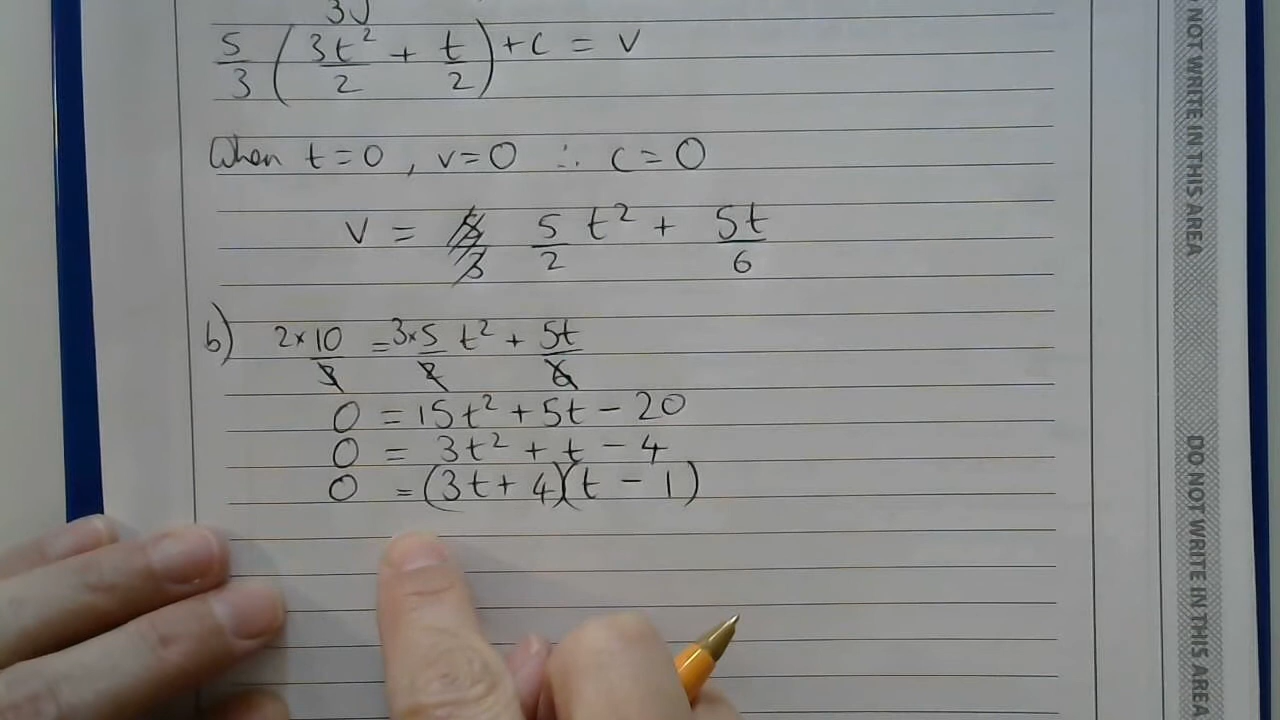 5/3 (3t²/2 + t/2) + c = v
When t=0, v=0 ∴ c=0
v = 5/2 t² + 5t/6
b) 2×10/3 = 3×5/2 t² + 5t/6
0 = 15t² + 5t − 20
0 = 3t² + t − 4
0 = (3t + 4)(t − 1)
DO NOT WRITE IN THIS AREA
DO NOT WRITE IN THIS AREA